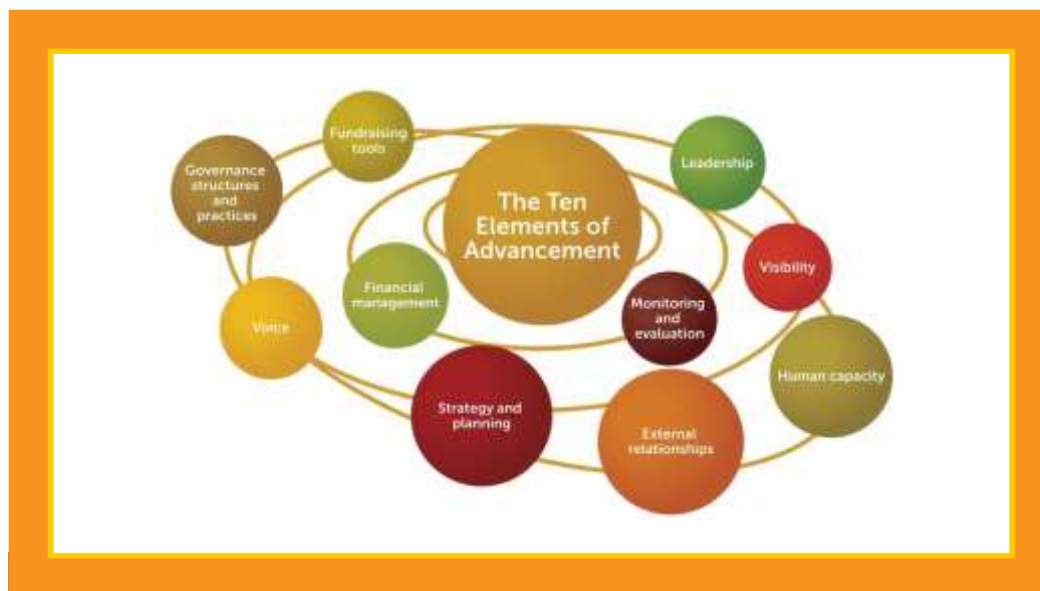 The Ten
Elements of
Advancement
Fundraising
tools
Leadership
Governance
structures
and
practices
Visibility
Financial
management
Monitoring
and
evaluation
Voice
Human capacity
Strategy and
planning
External
relationships